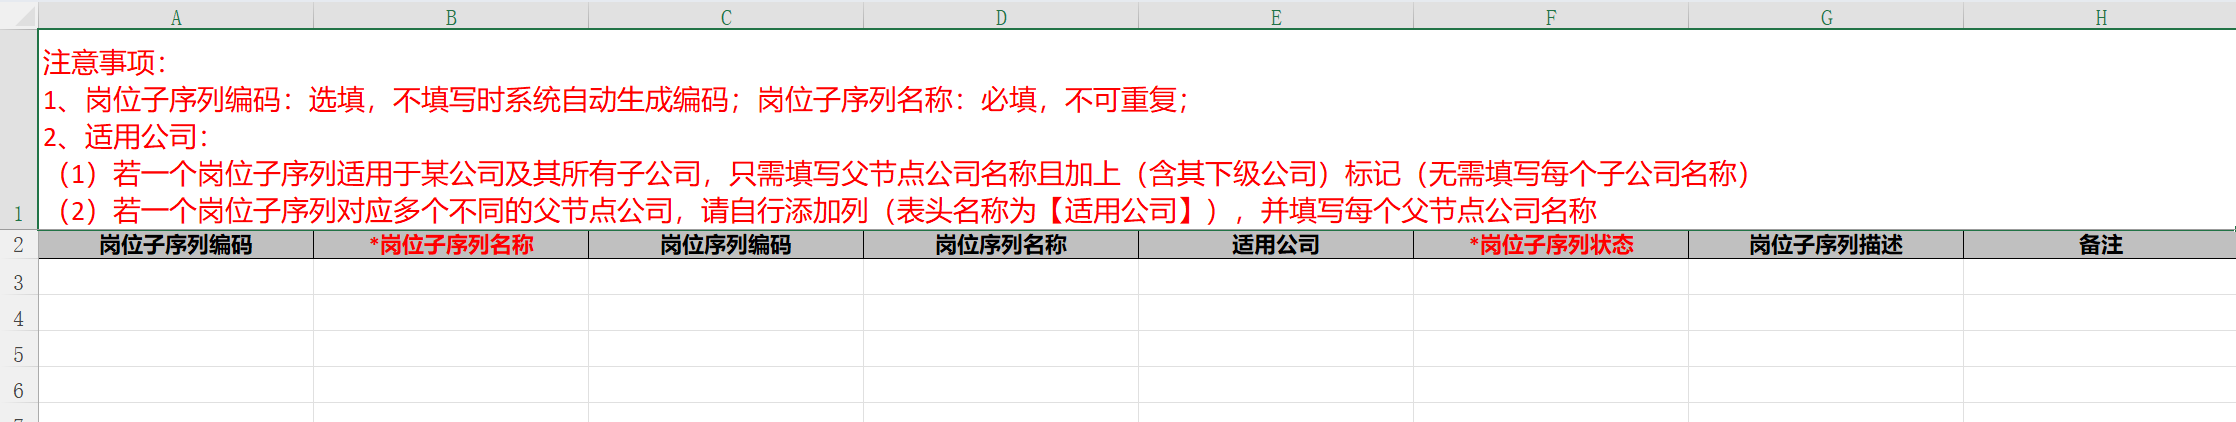 A B C D E F G H
注意事项：
1、岗位子序列编码：选填，不填写时系统自动生成编码；岗位子序列名称：必填，不可重复；
2、适用公司：
（1）若一个岗位子序列适用于某公司及其所有子公司，只需填写父节点公司名称且加上（含其下级公司）标记（无需填写每个子公司名称）
1 （2）若一个岗位子序列对应多个不同的父节点公司，请自行添加列（表头名称为【适用公司】），并填写每个父节点公司名称
2 岗位子序列编码 *岗位子序列名称 岗位序列编码 岗位序列名称 适用公司 *岗位子序列状态 岗位子序列描述 备注
3
4
5
6